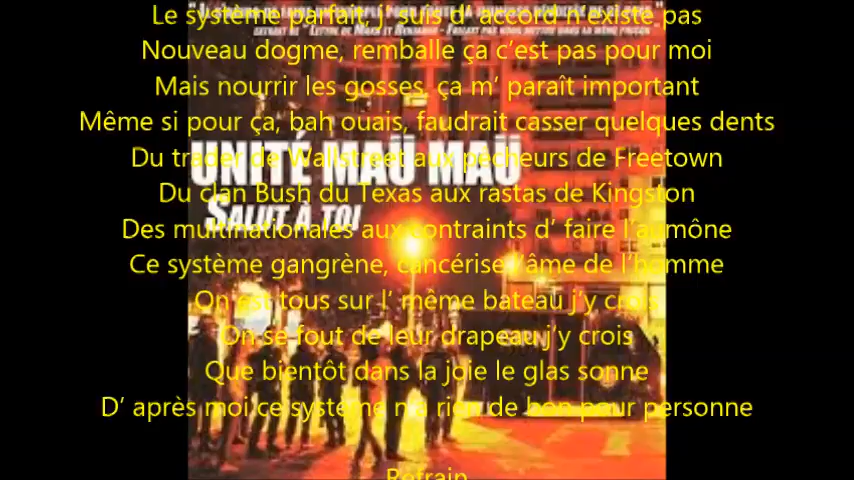 Le système parfait, j' suis d' accord n'existe pas
Nouveau dogme, remballe ça c'est pas pour moi
Mais nourrir les gosses, ça m' paraît important
Même si pour ça, bah ouais, faudrait casser quelques dents
Du trader de Wallstreet aux pêcheurs de Freetown
UNITÉ MAÜ MAÜ
Du clan Bush du Texas aux rastas de Kingston
SALUT À TOI
Des multinationales aux contraints d' faire l'aumône
Ce système gangrène, cancérise l'âme de l'homme
On est tous sur l' même bateau j'y crois
On se fout de leur drapeau j'y crois
Que bientôt dans la joie le glas sonne
D' après moi ce système n'a rien de bon pour personne
Refrain